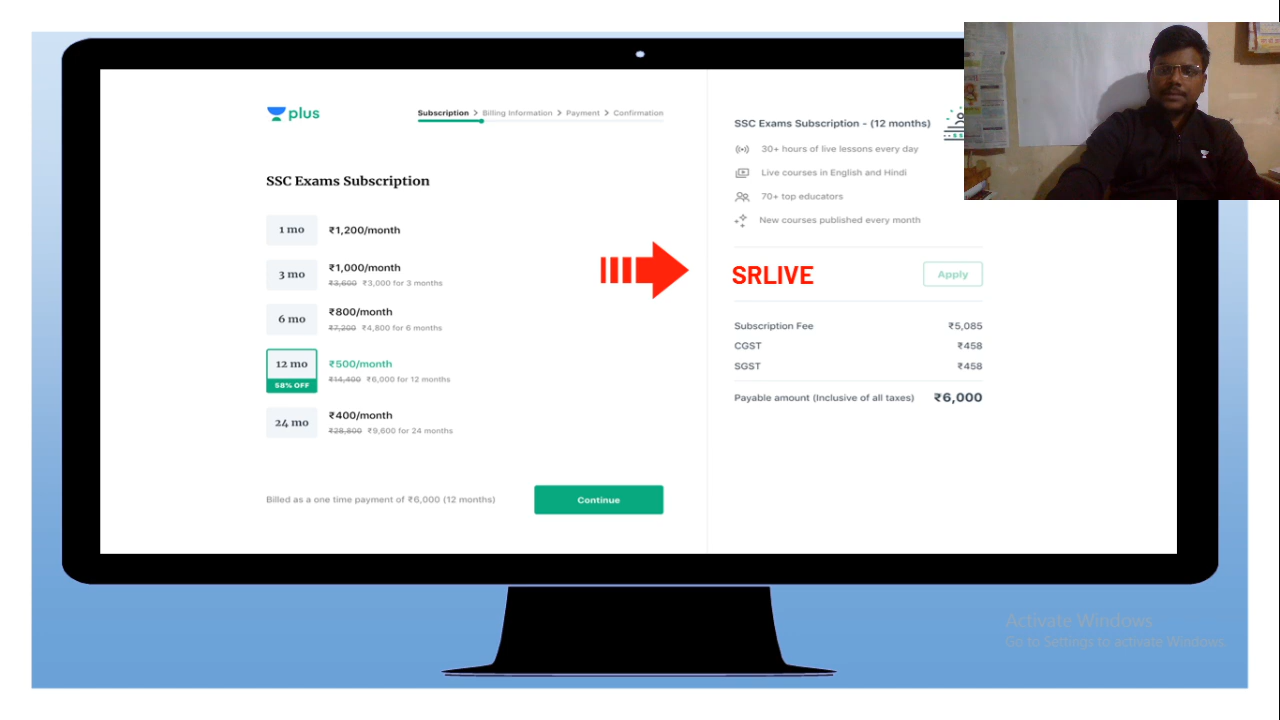 plus
Subscription > Billing Information > Payment > Confirmation
SSC Exams Subscription
1 mo ₹1,200/month
3 mo ₹1,000/month
₹3,600 ₹3,000 for 3 months
6 mo ₹800/month
₹7,200 ₹4,800 for 6 months
12 mo ₹500/month
58% OFF ₹14,400 ₹6,000 for 12 months
24 mo ₹400/month
₹28,800 ₹9,600 for 24 months
Billed as a one time payment of ₹6,000 (12 months) Continue
SSC Exams Subscription - (12 months)
30+ hours of live lessons every day
Live courses in English and Hindi
70+ top educators
New courses published every month
SRLIVE Apply
Subscription Fee ₹5,085
CGST ₹458
SGST ₹458
Payable amount (Inclusive of all taxes) ₹6,000
Activate Windows
Go to Settings to activate Windows.